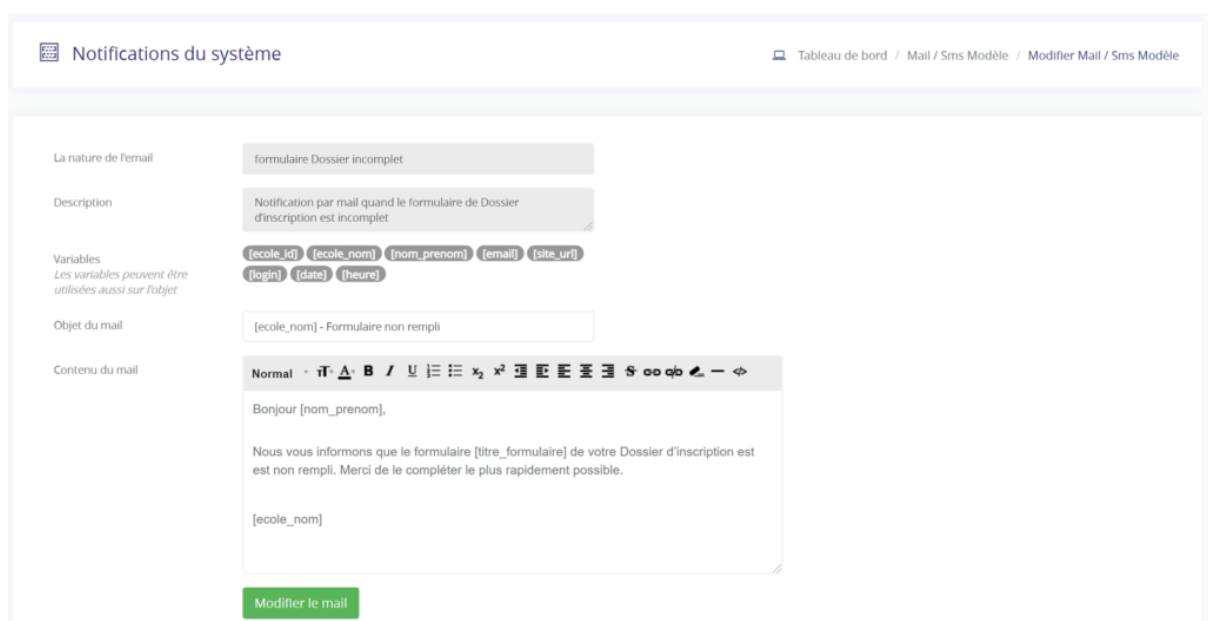 Notifications du système
Tableau de bord / Mail / Sms Modèle / Modifier Mail / Sms Modèle
La nature de l'email
formulaire Dossier incomplet
Description
Notification par mail quand le formulaire de Dossier
d'inscription est incomplet
Variables
Les variables peuvent être
utilisées aussi sur l'objet
[ecole_id] [ecole_nom] [nom_prenom] [email] [site_url]
[login] [date] [heure]
Objet du mail
[ecole_nom] - Formulaire non rempli
Contenu du mail
Normal
Bonjour [nom_prenom],
Nous vous informons que le formulaire [titre_formulaire] de votre Dossier d'inscription est
est non rempli. Merci de le compléter le plus rapidement possible.
[ecole_nom]
Modifier le mail